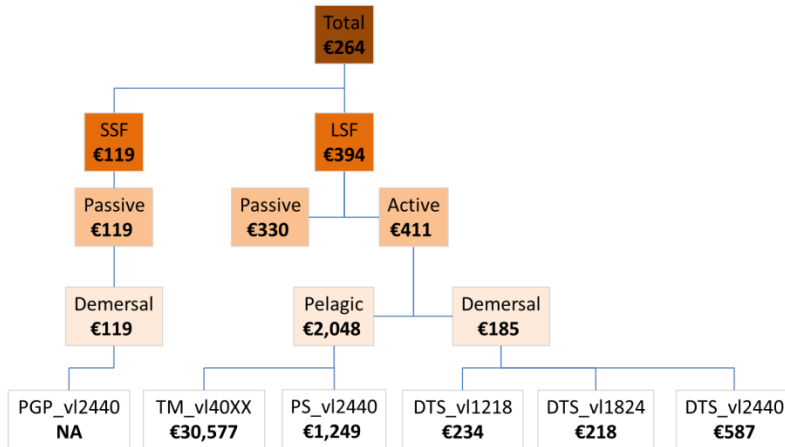 Total
€264
SSF
€119
LSF
€394
Passive
€119
Passive
€330
Active
€411
Demersal
€119
Pelagic
€2,048
Demersal
€185
PGP_vl2440
NA
TM_vl40XX
€30,577
PS_vl2440
€1,249
DTS_vl1218
€234
DTS_vl1824
€218
DTS_vl2440
€587